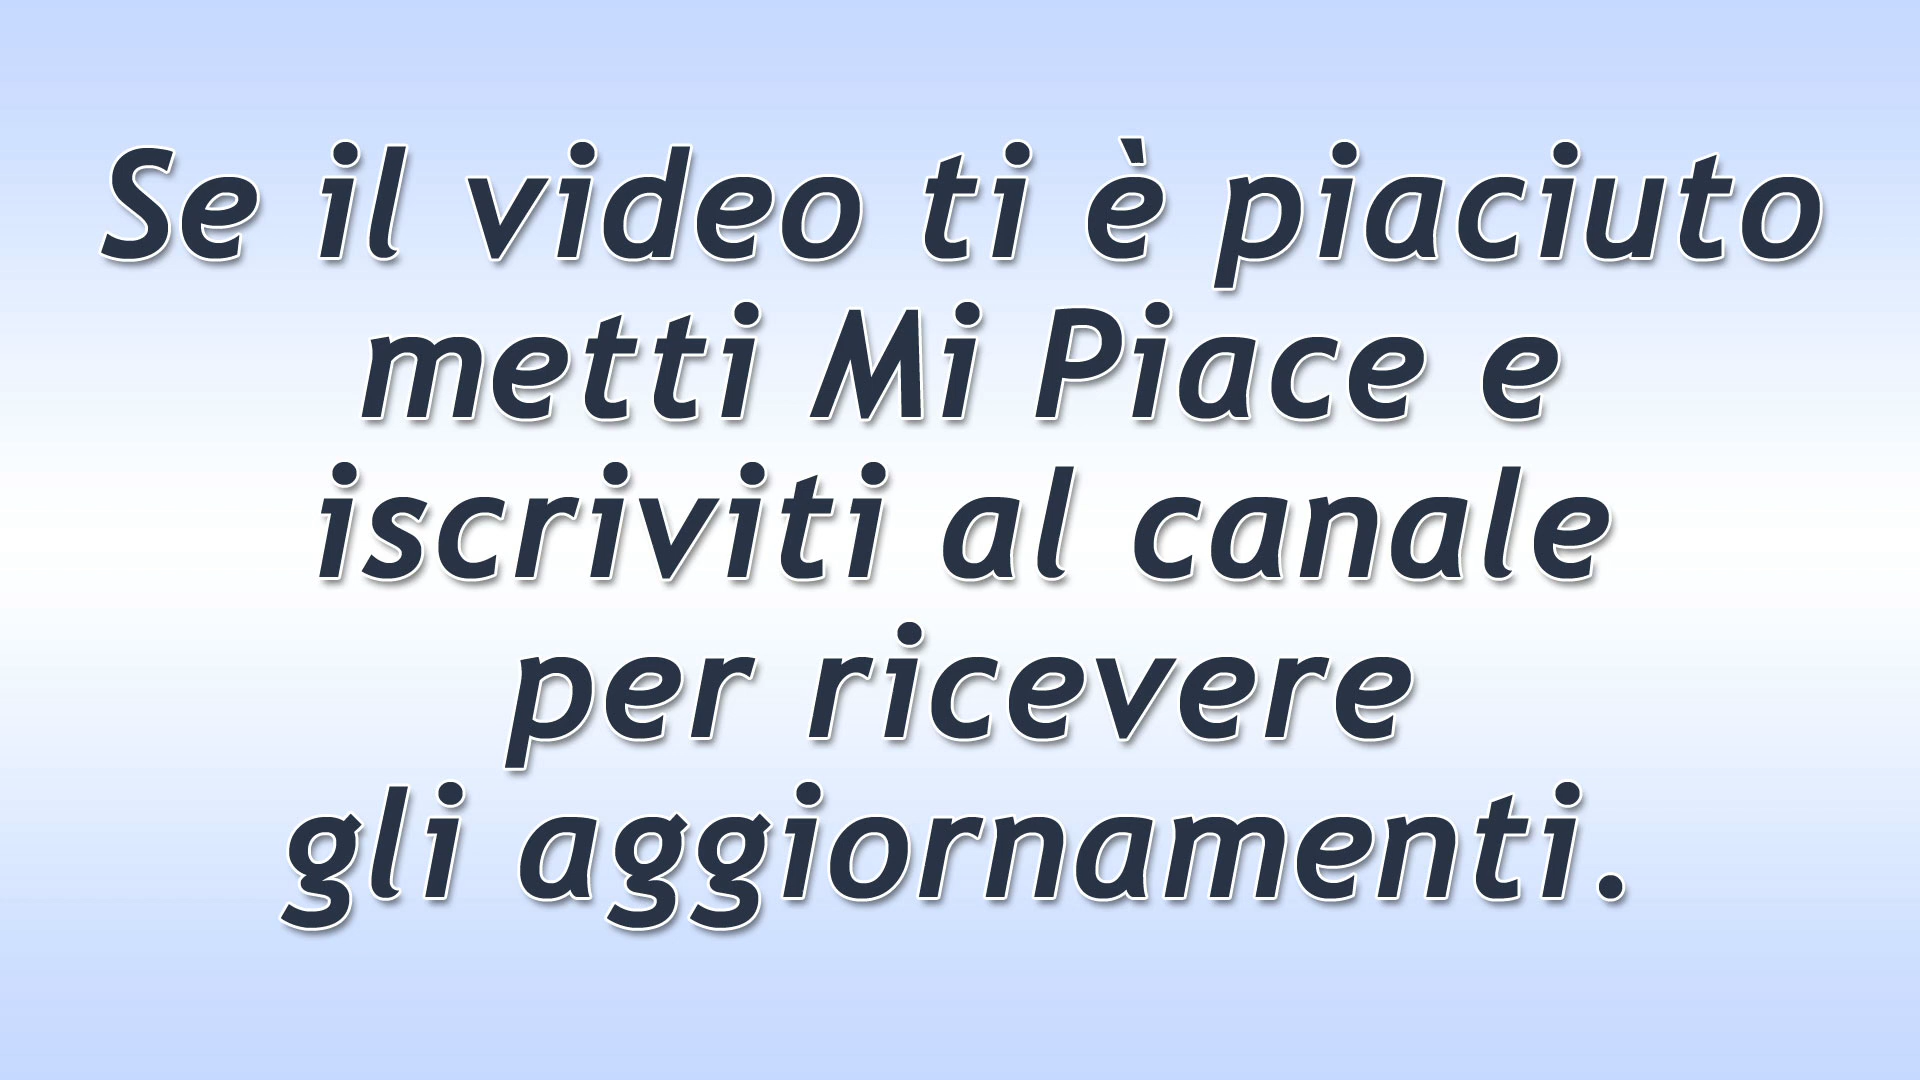 Se il video ti è piaciuto
metti Mi Piace e
iscriviti al canale
per ricevere
gli aggiornamenti.